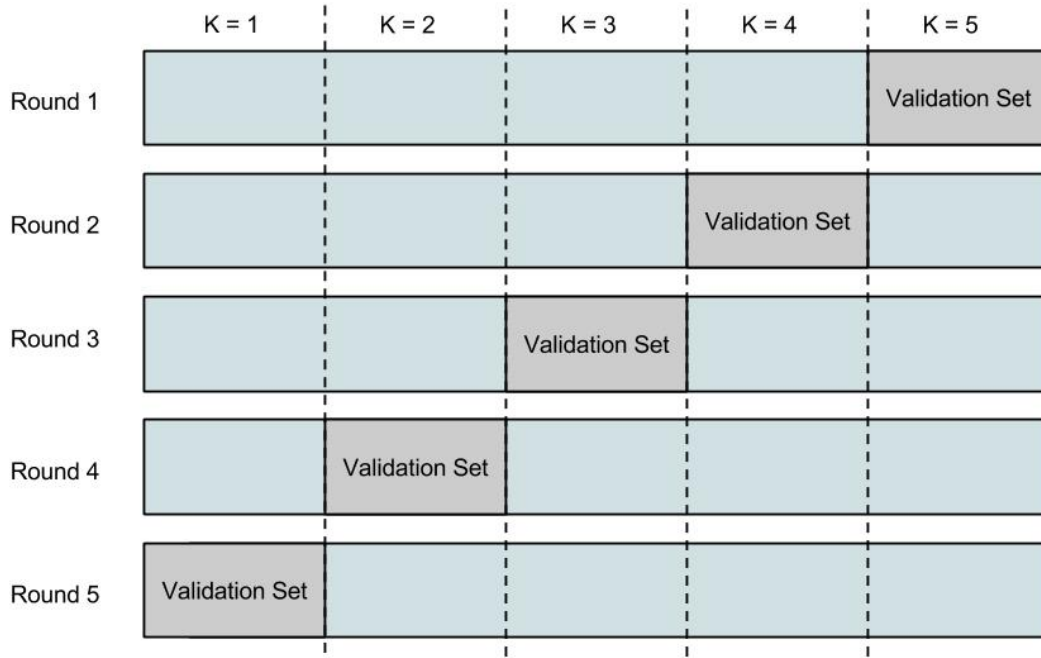 K = 1 K = 2 K = 3 K = 4 K = 5
Round 1 Validation Set
Round 2 Validation Set
Round 3 Validation Set
Round 4 Validation Set
Round 5 Validation Set